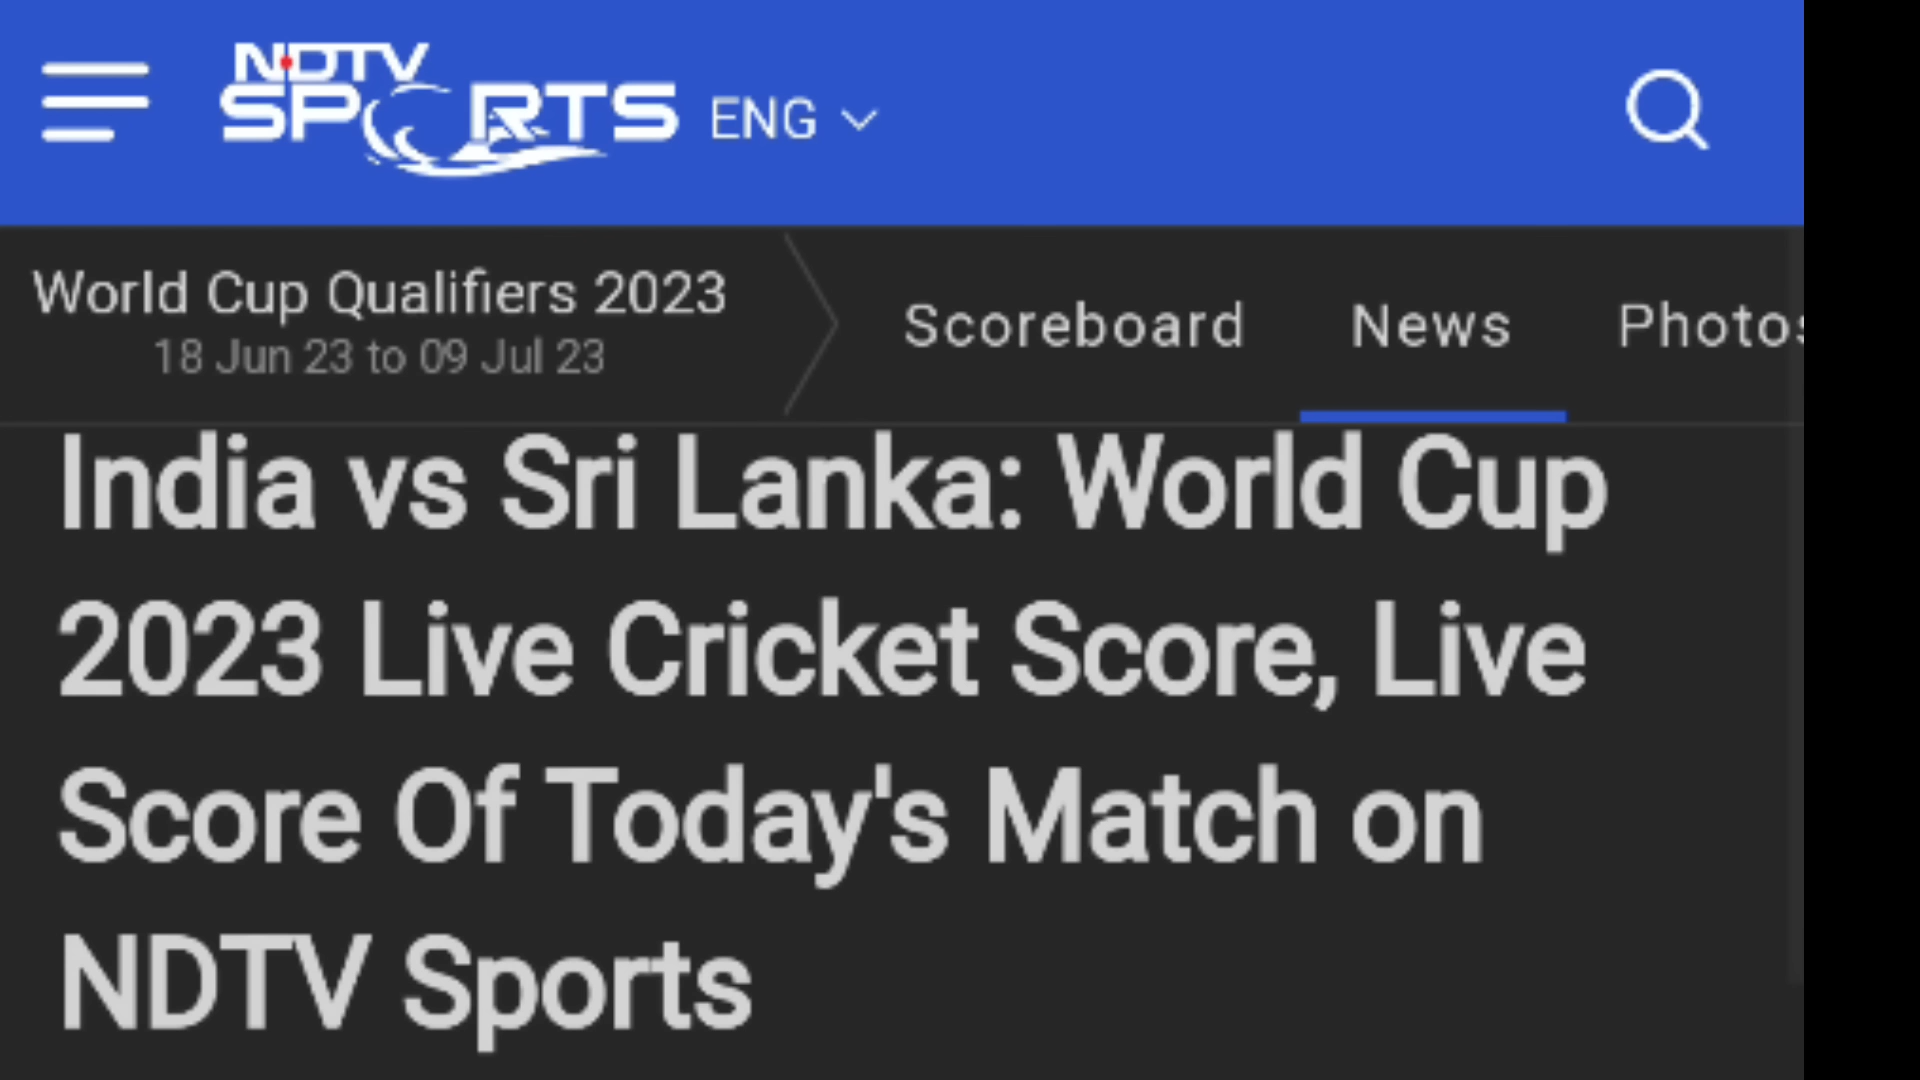 NDTV
SPORTS ENG
World Cup Qualifiers 2023
18 Jun 23 to 09 Jul 23
Scoreboard News Photos
India vs Sri Lanka: World Cup
2023 Live Cricket Score, Live
Score Of Today's Match on
NDTV Sports